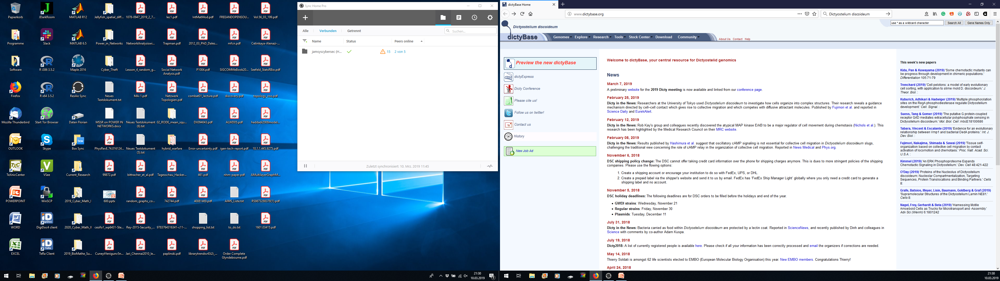 Papierkorb
JDarkRoom
MATLAB R12
Jellyfish_spatial_diff...
1078-0947_2019_2_7...
lec1.pdf
IntMatMod.pdf
FREEANDOPENSOU...
Vol.56_03_199.pdf
Programme
Slack
MATLAB 6.5
Power_in_Networks
NetworkAnalysiswi...
Trapman.pdf
2012_03_PhD_Dales...
mfcn.pdf
Cetinkaya-Alenazi-...
Software
R i386 3.5.2
Maple 2016
Cyber_Theft
Lesson_4_random_g...
Social Network
Analysis.pdf
P1004.pdf
SIGCOMMeBook20...
Seefeld_StatsRBio.pdf
Firefox
R x64 3.5.2
Resilio Sync
Neues
Textdokument.txt
MA-1.pdf
Netzwerk
Topologien.pdf
combat01_lecture.pdf
discovery.pdf
topology_zoo.pdf
Mozilla Thunderbird
Start Tor Browser
Daten Florian
MSSR on POWER IN
NETWORKS.docx
Neues Textdokument
(6).txt
02_RODE_mean_squ...
DX094043.pdf
ALWD05.pdf
haddadi2008model...
OUTLOOK
Skype
Box Sync
PhysRevE.74.016124...
Neues Textdokument
(5).txt
hybrid_warfare
Error-uncertainty.pdf
igen-tech-report.pdf
10.1.1.445.9275.pdf
TeXnicCenter
VSee
Current_Research
99872.pdf
bittracher_et_al.pdf
Tagesschau_Hacker...
461.pdf
nhm-paper.pdf
AMultilayerGraphM...
POWERPOINT
WinSCP
2019_Cyber_Math_I
600.pptx
random_graphs_co...
742744.pdf
40081469.pdf
AIMS_Liste.txt
RS9873288378(1).pdf
WORD
DigiDoc4 client
2020_Cyber_Math_II
cesifo1_wp6431-Ste...
Rey-2015-Security_...
9783764316341-c11-...
shopping_list.txt
to_do.txt
1601.03415.pdf
EXCEL
TeRa Client
2019_BioMathe_Su...
CuneytYenigunv5n...
Jari_Chennai2010_le...
paplinski.pdf
librarytrendsv43i2i_...
Order Complete
Glyndebourne.pdf
Sync Home Pro
Alle
Verbunden
Getrennt
Suchen...
Name
Status
Peers online
jamsyscybersec (H...
15
2 von 5
Zuletzt synchronisiert: 10. Mrz. 2019 11:45
21:30
10.03.2019
dictyBase Home
www.dictybase.org
Dictyostelium discoideum
Dictyostelium discoideum
dictyBase
use * as a wildcard character
Search All
Gene Names Only
Genomes
Explore
Research
Tools
Stock Center
Download
Community
About Us Contact Help
Preview the new dictyBase
dictyExpress
Dicty Conference
Please cite us!
Follow us on twitter!
Contact us
History
New Job Ad
Welcome to dictyBase, your central resource for Dictyostelid genomics
News
March 7, 2019
A preliminary website for the 2019 Dicty meeting is now available and linked from our conference page.
February 25, 2019
Dicty in the News: Researchers at the University of Tokyo used Dictyostelium discoideum to investigate how cells organize into complex structures. Their research reveals a guidance
mechanism directed by cell–cell contact which gives rise to collective migration and which competes with diffusive attractant molecules. Published by Fujimori et al. and reported in
Science Daily and EurekAlert.
February 12, 2019
Dicty in the News: Rob Kay's group and colleagues recently discovered the atypical MAP kinase ErkB to be a major regulator of cell movement during chemotaxis (Nichols et al.). This
research has been highlighted by the Medical Research Council on their MRC website.
February 08, 2019
Dicty in the News: Results published by Hashimura et al. suggest that oscillatory cAMP signaling is not essential for collective cell migration in Dictyostelium discoideum slugs,
challenging the traditional view concerning the role of cAMP relay in the organization of collective cell migration. Reported in News Medical and Phys.org.
November 6, 2018
DSC shipping policy change: The DSC cannot offer taking credit card information over the phone for shipping charges anymore. This is dues to more stringent policies of the shipping
companies. Please use the flowing options:
1. Create a shipping account or encourage your institution to do so with FedEx, UPS, or DHL.
2. Create a prepaid label via the shipper's website and send it to us by email. FedEx has 'FedEx Ship Manager Light' globally where you only need a credit card to generate a
shipping label and no account.
November 5, 2018
DSC holiday deadlines: The following deadlines are for DSC orders to be filled before the holidays and end of the year.
• GWDI strains: Wednesday, November 21
• Regular strains: Friday, November 30
• Plasmids: Tuesday, December 11
July 31, 2018
Dicty in the News: Bacteria carried as food within Dictyostelium discoideum are protected by a lectin coat. Reported in ScienceNews, and recently published by Dinh and colleagues in
Science with comments by co-author Adam Kuspa.
July 19, 2018
Dicty2018: A list of currently registered people is available here. Please check if all your information has been correctly processed and email the organizers if corrections are needed.
May 14, 2018
Thierry Soldati is amongst 62 life scientists elected to EMBO (European Molecular Biology Organisation) this year. New EMBO members. Congratulations Thierry!
April 24, 2018
This week's new papers
Kida, Pan & Kuwayama (2019) 'Some chemotactic mutants can
be progress through development in chimeric populations.'
Differentiation 105:71-79
Trenchard (2019) 'Cell pelotons: a model of early evolutionary
cell sorting, with application to slime mold D. discoideum.' J.
Theor. Biol. :
Kuburich, Adhikari & Hadwiger (2019) 'Multiple phosphorylation
sites on the RegA phosphodiesterase regulate Dictyostelium
development.' Cell. Signal. :
Suess, Tang & Gomer (2019) 'The putative G protein-coupled
receptor GrlD mediates extracellular polyphosphate sensing in
Dictyostelium discoideum.' Mol. Biol. Cell :mbcE18100686
Tabara, Vincent & Escalante (2019) 'Evidence for an evolutionary
relationship between Vmp1 and bacterial DedA proteins.' Int. J.
Dev. Biol. :
Fujimori, Nakajima, Shimada & Sawai (2019) 'Tissue self-
organization based on collective cell migration by contact
activation of locomotion and chemotaxis.' Proc. Natl. Acad. Sci.
U.S.A. :
Kimmel (2019) 'An ERK Phosphoproteome Expands
Chemotactic Signaling in Dictyostelium.' Dev. Cell 48:421-422
O'Day (2019) 'Proteins of the Nucleolus of Dictyostelium
discoideum: Nucleolar Compartmentalization, Targeting
Sequences, Protein Translocations and Binding Partners.' Cells
8:
Grafe, Batsios, Meyer, Lisin, Baumann, Goldberg & Graf (2019)
'Supramolecular Structures of the Dictyostelium Lamin NE81.'
Cells 8:
Nagel, Frey, Gerhardt & Beta (2019) 'Harnessing Motile
Amoeboid Cells as Trucks for Microtransport and -Assembly.'
Adv Sci (Weinh) 6:1801242
21:30
10.03.2019